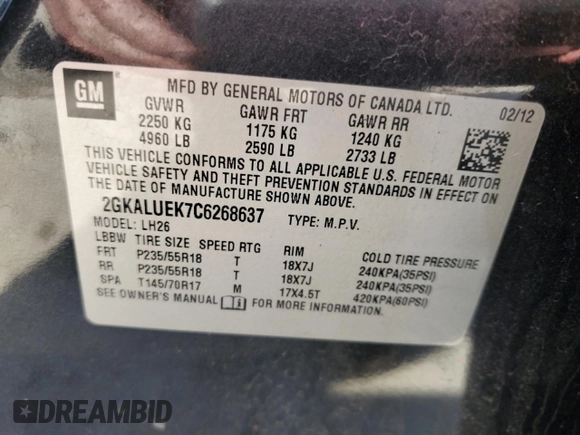 GM
MFD BY GENERAL MOTORS OF CANADA LTD. 02/12
GVWR GAWR FRT GAWR RR
2250 KG 1175 KG 1240 KG
4960 LB 2590 LB 2733 LB
THIS VEHICLE CONFORMS TO ALL APPLICABLE U.S. FEDERAL MOTOR
VEHICLE SAFETY AND THEFT PREVENTION STANDARDS IN EFFECT ON
THE DATE OF MANUFACTURE SHOWN ABOVE.
2GKALUEK7C6268637 TYPE: M.P.V.
MODEL: LH26
LBBW TIRE SIZE SPEED RTG RIM COLD TIRE PRESSURE
FRT P235/55R18 T 18X7J 240KPA(35PSI)
RR P235/55R18 T 18X7J 240KPA(35PSI)
SPA T145/70R17 M 17X4.5T 420KPA(60PSI)
SEE OWNER'S MANUAL FOR MORE INFORMATION.
DREAMBID